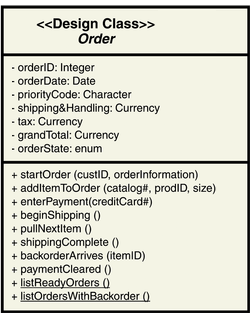 <<Design Class>>
Order
- orderID: Integer
- orderDate: Date
- priorityCode: Character
- shipping&Handling: Currency
- tax: Currency
- grandTotal: Currency
- orderState: enum
+ startOrder (custID, orderInformation)
+ addItemToOrder (catalog#, prodID, size)
+ enterPayment(creditCard#)
+ beginShipping ()
+ pullNextItem ()
+ shippingComplete ()
+ backorderArrives (itemID)
+ paymentCleared ()
+ listReadyOrders ()
+ listOrdersWithBackorder ()